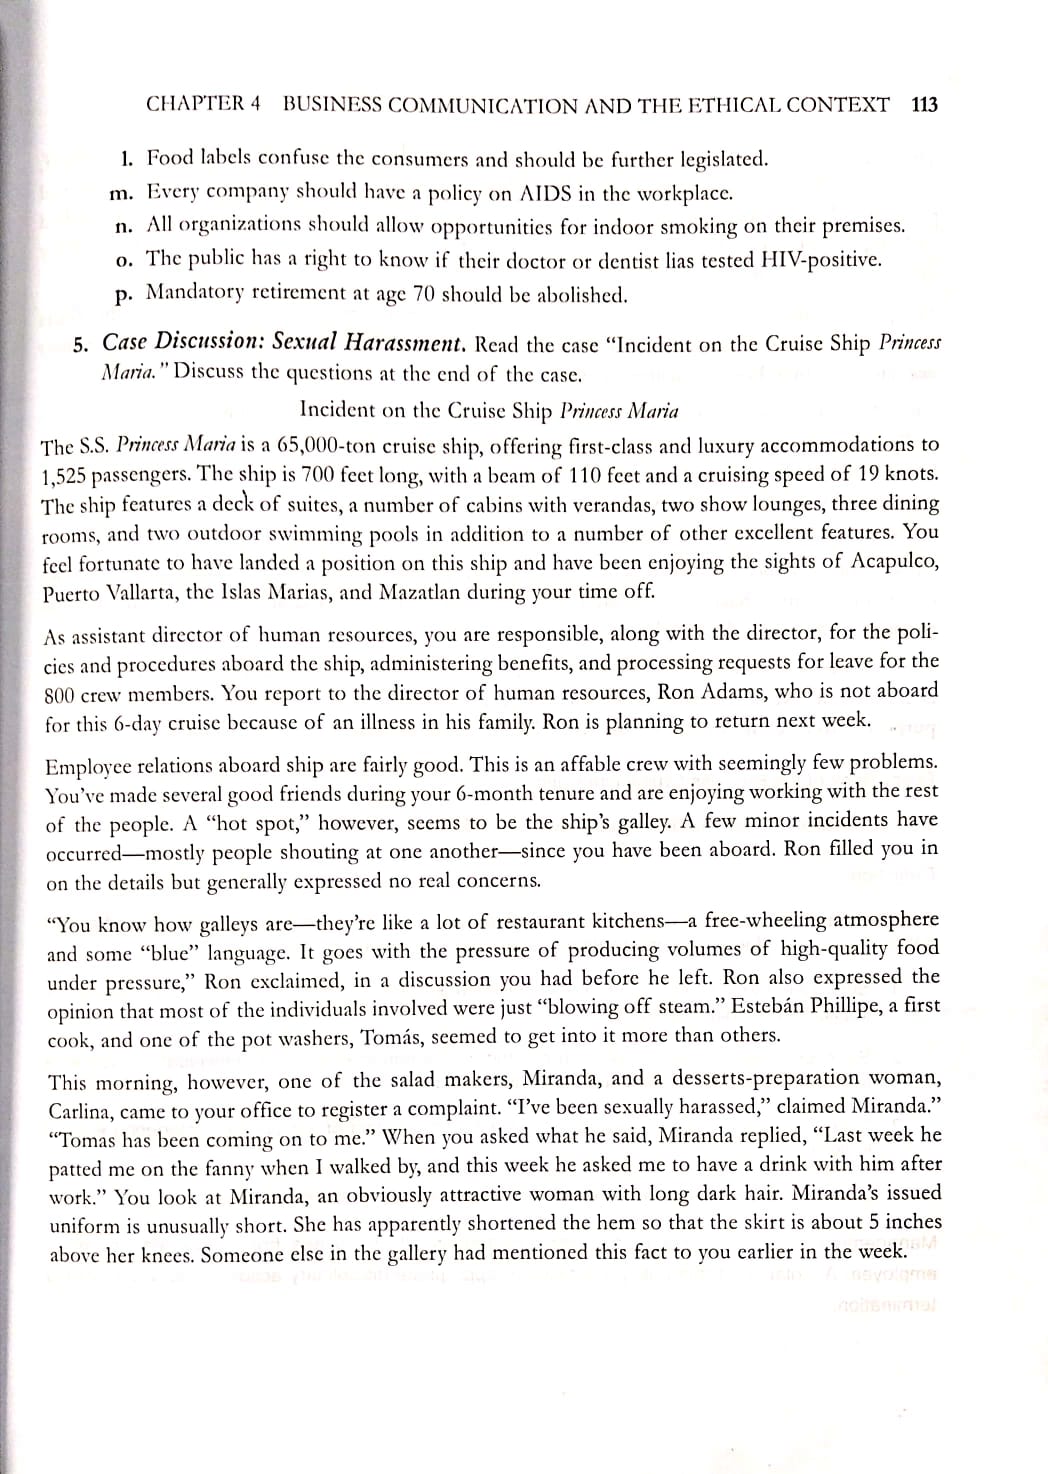 CHAPTER 4 BUSINESS COMMUNICATION AND THE ETHICAL CONTEXT 113
l. Food labels confuse the consumers and should be further legislated.
m. Every company should have a policy on AIDS in the workplace.
n. All organizations should allow opportunities for indoor smoking on their premises.
o. The public has a right to know if their doctor or dentist lias tested HIV-positive.
p. Mandatory retirement at age 70 should be abolished.
5. Case Discussion: Sexual Harassment. Read the case “Incident on the Cruise Ship Princess
Maria.” Discuss the questions at the end of the case.
Incident on the Cruise Ship Princess Maria
The S.S. Princess Maria is a 65,000-ton cruise ship, offering first-class and luxury accommodations to
1,525 passengers. The ship is 700 feet long, with a beam of 110 feet and a cruising speed of 19 knots.
The ship features a deck of suites, a number of cabins with verandas, two show lounges, three dining
rooms, and two outdoor swimming pools in addition to a number of other excellent features. You
feel fortunate to have landed a position on this ship and have been enjoying the sights of Acapulco,
Puerto Vallarta, the Islas Marias, and Mazatlan during your time off.
As assistant director of human resources, you are responsible, along with the director, for the poli-
cies and procedures aboard the ship, administering benefits, and processing requests for leave for the
800 crew members. You report to the director of human resources, Ron Adams, who is not aboard
for this 6-day cruise because of an illness in his family. Ron is planning to return next week.
Employee relations aboard ship are fairly good. This is an affable crew with seemingly few problems.
You’ve made several good friends during your 6-month tenure and are enjoying working with the rest
of the people. A “hot spot,” however, seems to be the ship’s galley. A few minor incidents have
occurred—mostly people shouting at one another—since you have been aboard. Ron filled you in
on the details but generally expressed no real concerns.
“You know how galleys are—they’re like a lot of restaurant kitchens—a free-wheeling atmosphere
and some “blue” language. It goes with the pressure of producing volumes of high-quality food
under pressure,” Ron exclaimed, in a discussion you had before he left. Ron also expressed the
opinion that most of the individuals involved were just “blowing off steam.” Estebán Phillipe, a first
cook, and one of the pot washers, Tomás, seemed to get into it more than others.
This morning, however, one of the salad makers, Miranda, and a desserts-preparation woman,
Carlina, came to your office to register a complaint. “I’ve been sexually harassed,” claimed Miranda.”
“Tomas has been coming on to me.” When you asked what he said, Miranda replied, “Last week he
patted me on the fanny when I walked by, and this week he asked me to have a drink with him after
work.” You look at Miranda, an obviously attractive woman with long dark hair. Miranda’s issued
uniform is unusually short. She has apparently shortened the hem so that the skirt is about 5 inches
above her knees. Someone else in the gallery had mentioned this fact to you earlier in the week.